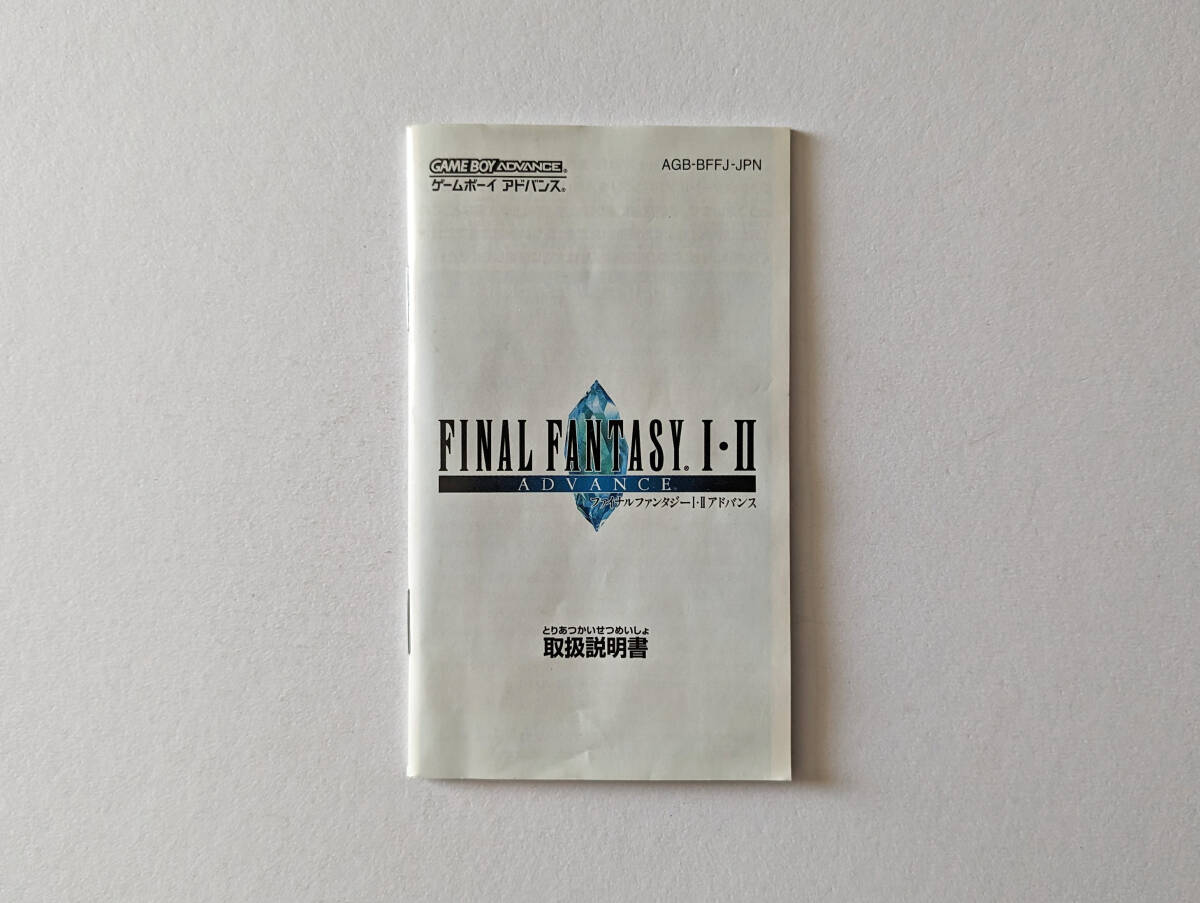 GAME BOY ADVANCE®
AGB-BFFJ-JPN
ゲームボーイ アドバンス®
FINAL FANTASY® I・II
ADVANCE
ファイナルファンタジーI・IIアドバンス
とりあつかいせつめいしょ
取扱説明書